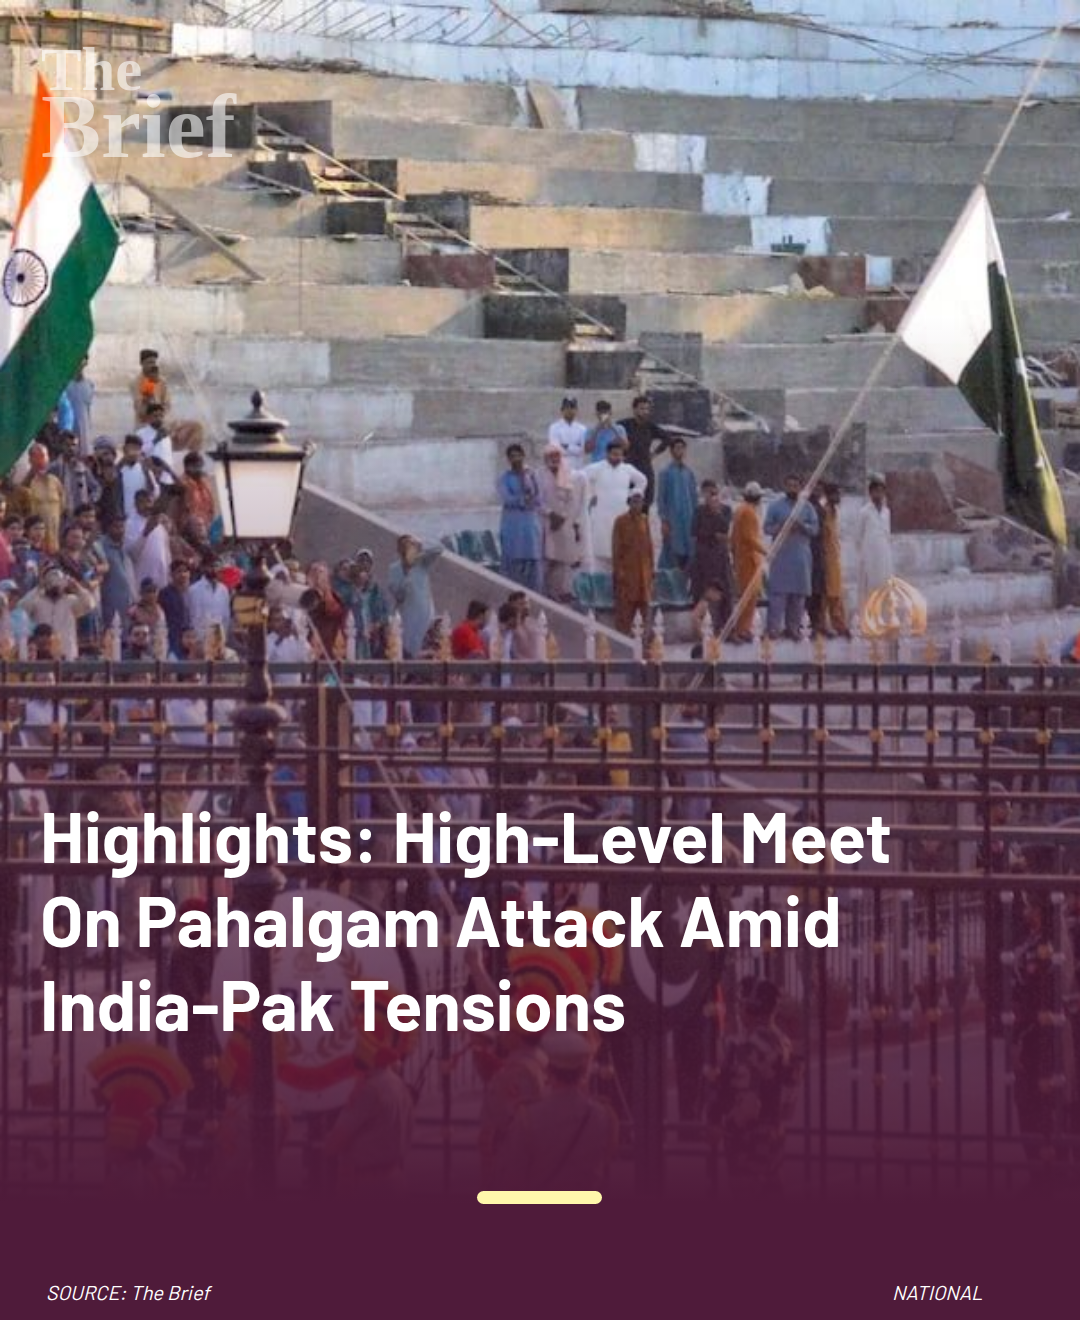 The
Brief
Highlights: High-Level Meet
On Pahalgam Attack Amid
India-Pak Tensions
SOURCE: The Brief
NATIONAL